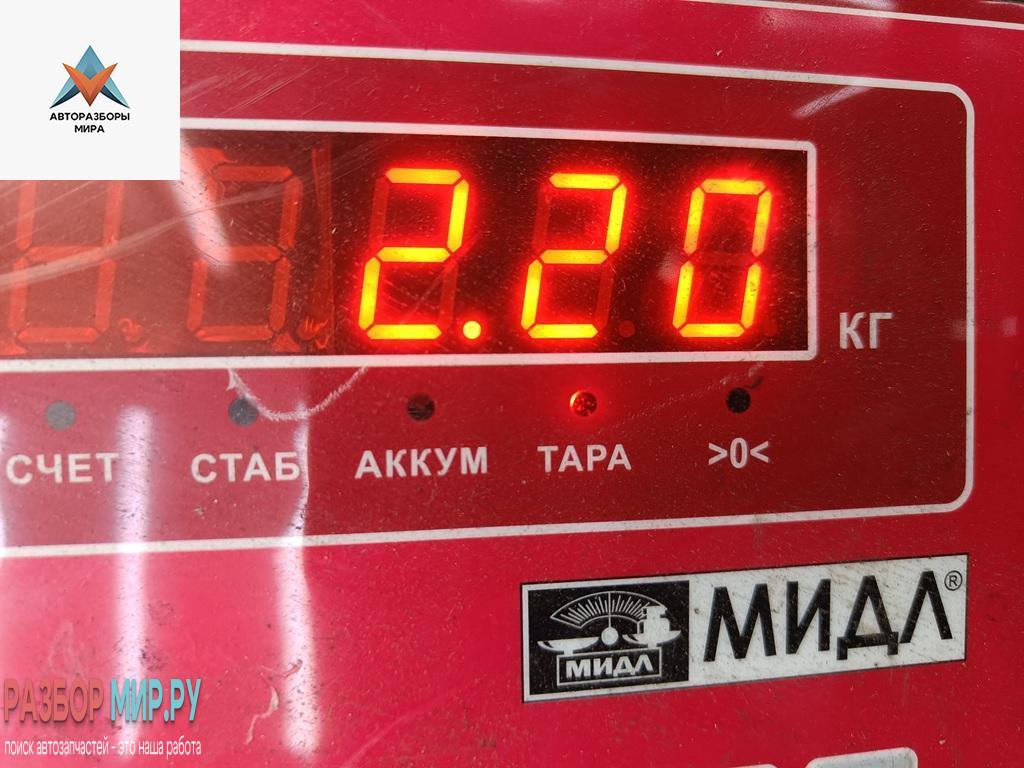 АВТОРАЗБОРЫ
МИРА
2.20
КГ
СЧЕТ СТАБ АККУМ ТАРА >0<
МИДЛ МИДЛ®
РАЗБОР МИР.РУ
поиск автозапчастей - это наша работа